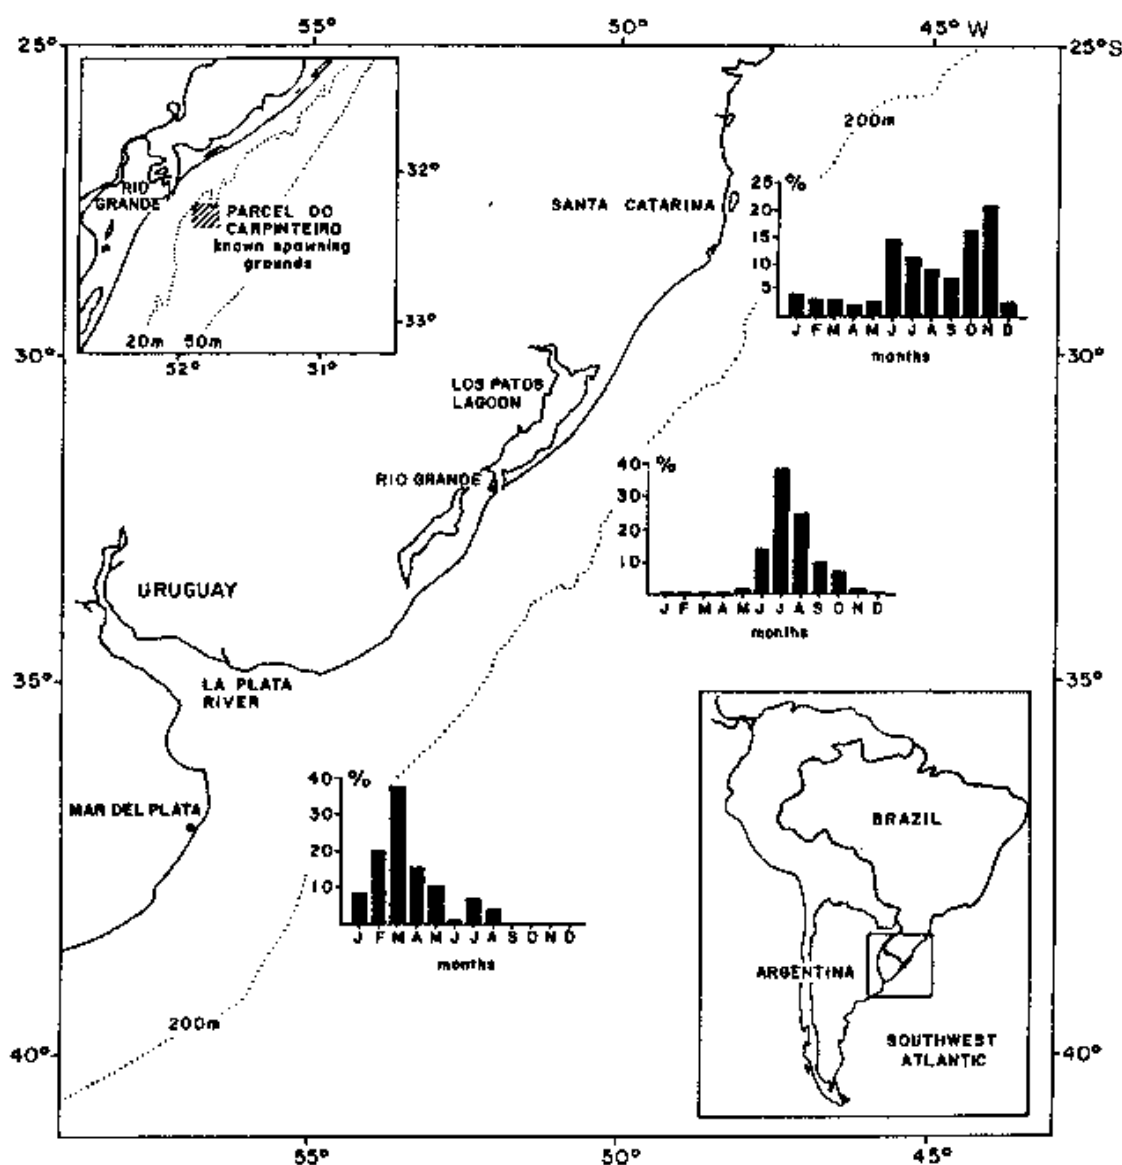 55° 50° 45° W
25° 25°S
200m
32°
RIO
GRANDE
PARCEL DO
CARPINTEIRO
known spawning
grounds
33°
20m 50m
52° 51°
SANTA CATARINA
25 %
20
15
10
5
J F M A M J J A S O N D
months
30° 30°
LOS PATOS
LAGOON
RIO GRANDE
40 %
30
20
10
J F M A M J J A S O N D
months
URUGUAY
35° 35°
LA PLATA
RIVER
MAR DEL PLATA
40 %
30
20
10
J F M A M J J A S O N D
months
BRAZIL
ARGENTINA
SOUTHWEST
ATLANTIC
200m
40° 40°
55° 50° 45°